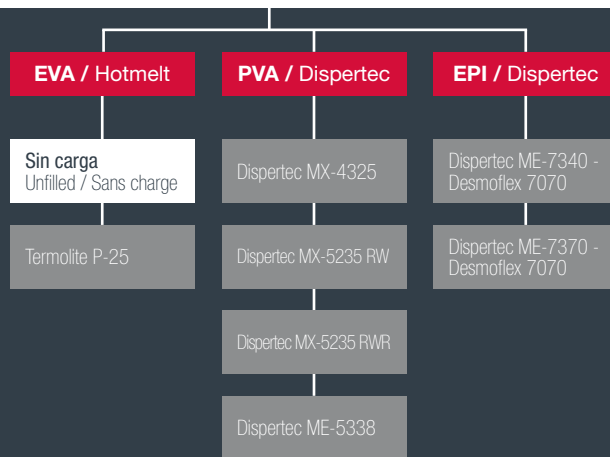 EVA / Hotmelt
Sin carga
Unfilled / Sans charge
Termolite P-25
PVA / Dispertec
Dispertec MX-4325
Dispertec MX-5235 RW
Dispertec MX-5235 RWR
Dispertec ME-5338
EPI / Dispertec
Dispertec ME-7340 -
Desmoflex 7070
Dispertec ME-7370 -
Desmoflex 7070